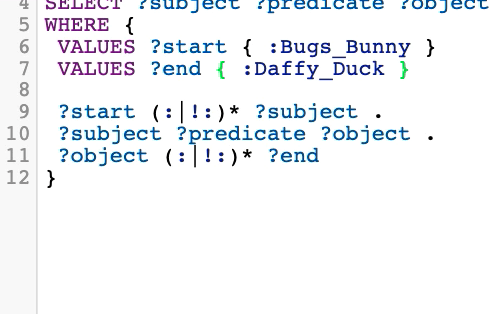 4 SELECT ?subject ?predicate ?object
5 WHERE {
6 VALUES ?start { :Bugs_Bunny }
7 VALUES ?end { :Daffy_Duck }
8
9 ?start (:|!:)* ?subject .
10 ?subject ?predicate ?object .
11 ?object (:|!:)* ?end
12 }